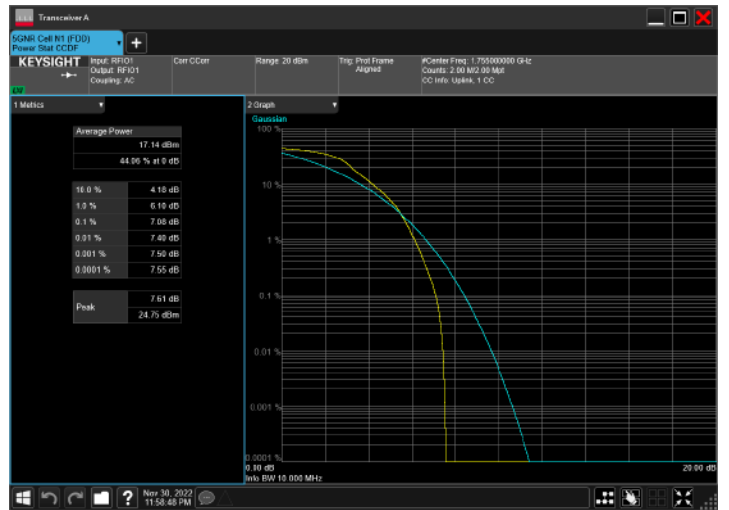 Transceiver A
5GNR Cell N1 (FDD)
Power Stat CCDF
KEYSIGHT
Input: RFIO1
Output: RFIO1
Coupling: AC
Corr CCorr
Range: 20 dBm
Trig: Prot Frame
Aligned
#Center Freq: 1.755000000 GHz
Counts: 2.00 M/2.00 Mpt
CC Info: Uplink, 1 CC
1 Metrics
Average Power
17.14 dBm
44.06 % at 0 dB
10.0 % 4.18 dB
1.0 % 6.10 dB
0.1 % 7.08 dB
0.01 % 7.40 dB
0.001 % 7.50 dB
0.0001 % 7.55 dB
Peak 7.61 dB
24.75 dBm
2 Graph
Gaussian
100 %
10 %
1 %
0.1 %
0.01 %
0.001 %
0.0001 %
0.00 dB 20.00 dB
Info BW 10.000 MHz
Nov 30, 2022
11:58:48 PM